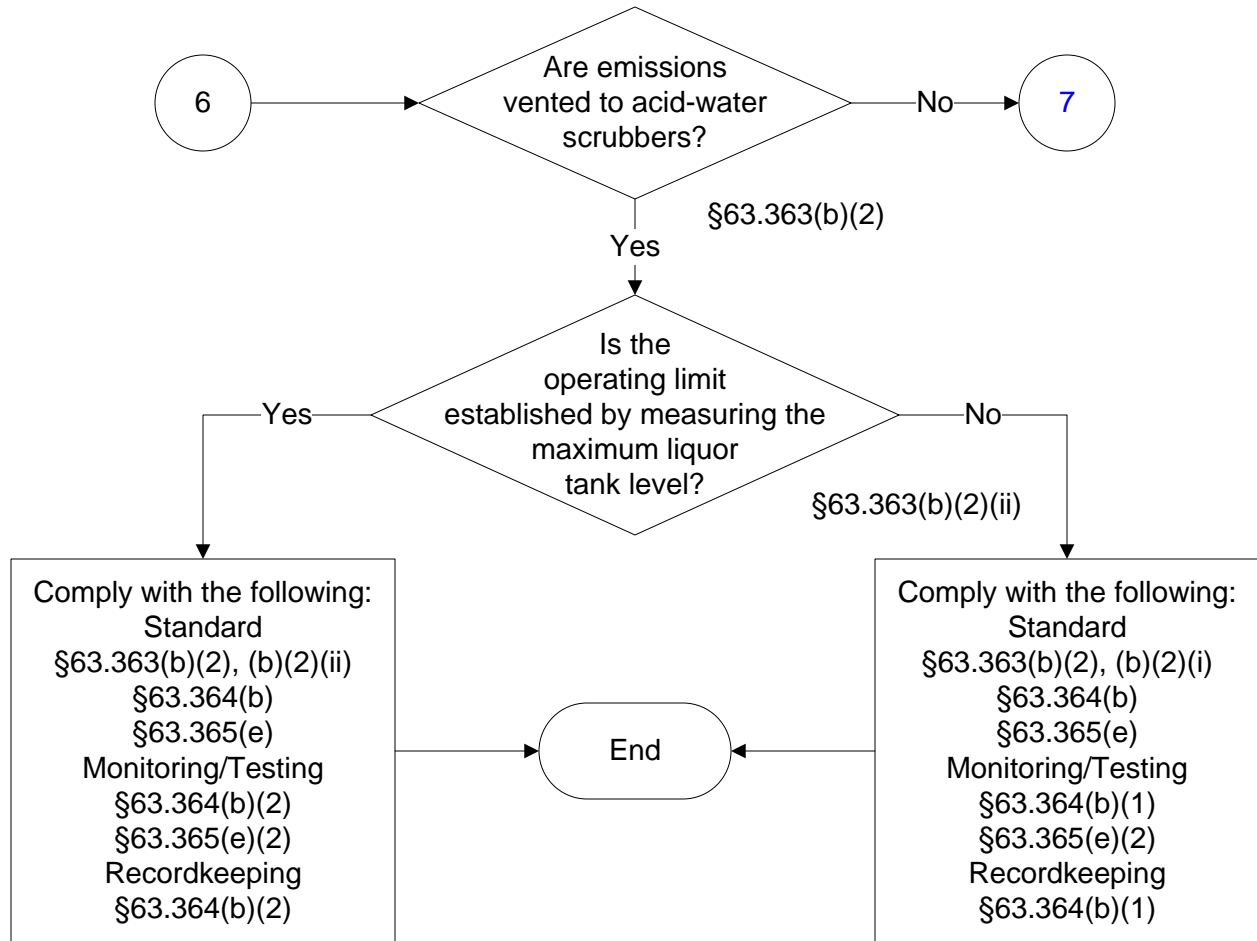 6
Are emissions
vented to acid-water
scrubbers?
No
7
§63.363(b)(2)
Yes
Is the
operating limit
established by measuring the
maximum liquor
tank level?
Yes
No
§63.363(b)(2)(ii)
Comply with the following:
Standard
§63.363(b)(2), (b)(2)(ii)
§63.364(b)
§63.365(e)
Monitoring/Testing
§63.364(b)(2)
§63.365(e)(2)
Recordkeeping
§63.364(b)(2)
End
Comply with the following:
Standard
§63.363(b)(2), (b)(2)(i)
§63.364(b)
§63.365(e)
Monitoring/Testing
§63.364(b)(1)
§63.365(e)(2)
Recordkeeping
§63.364(b)(1)